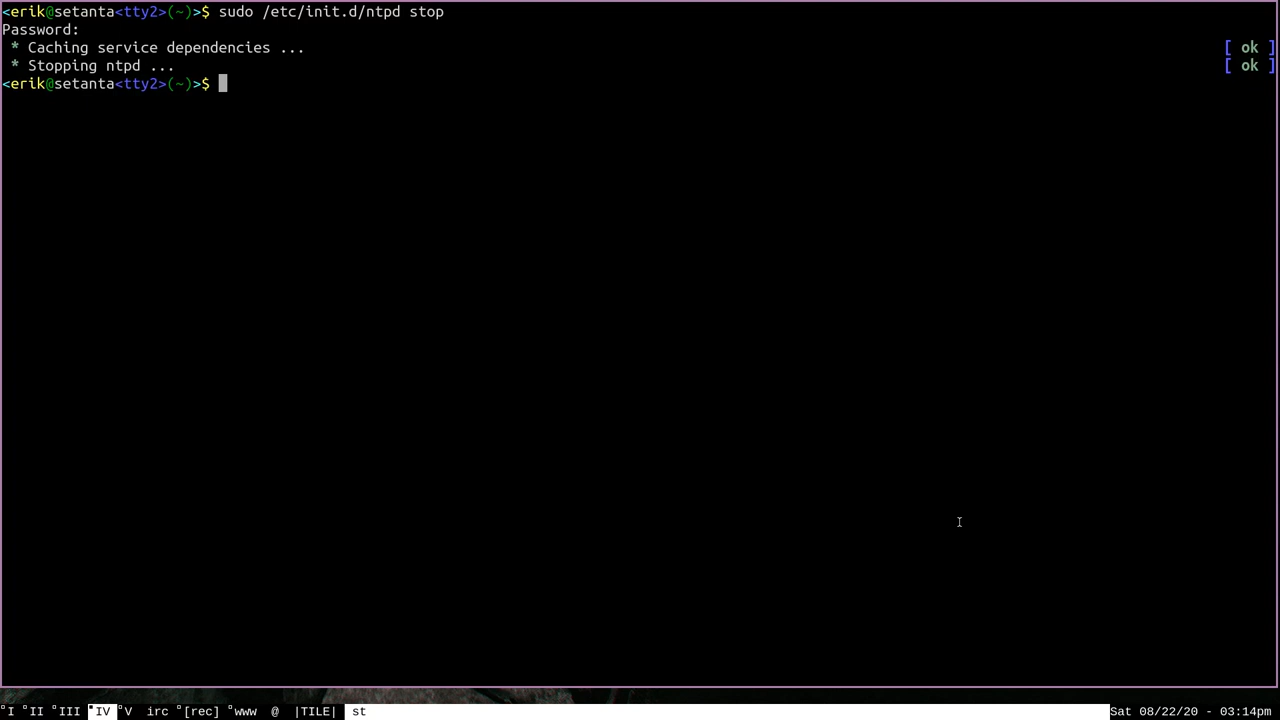 <erik@setanta<tty2>(~)>$ sudo /etc/init.d/ntpd stop
Password:
 * Caching service dependencies ... [ ok ]
 * Stopping ntpd ... [ ok ]
<erik@setanta<tty2>(~)>$
°I °II °III °IV °V irc °[rec] °www @ |TILE| st Sat 08/22/20 - 03:14pm